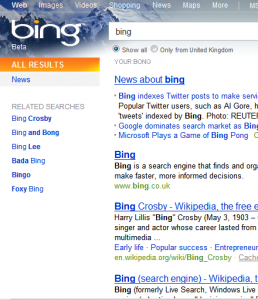 Web Images Videos Shopping News Maps More MS
bing
Beta
bing
Show all Only from United Kingdom
ALL RESULTS
News
RELATED SEARCHES
Bing Crosby
Bing and Bong
Bing Lee
Bada Bing
Bingo
Foxy Bing
YOUR BONG
News about bing
Bing indexes Twitter posts to make servi
Popular Twitter users, such as Al Gore, h
'tweets' indexed by Bing. Photo: REUTER
Google dominates search market as Bing
Microsoft Plays a Game of Bing Pong
Bing
Bing is a search engine that finds and orga
make faster, more informed decisions.
www.bing.co.uk
Bing Crosby - Wikipedia, the free e
Harry Lillis "Bing" Crosby (May 3, 1903 –
singer and actor whose career lasted from
multimedia ...
Early life · Popular success · Entrepreneur
en.wikipedia.org/wiki/Bing_Crosby · Cache
Bing (search engine) - Wikipedia, t
Bing (formerly Live Search, Windows Live